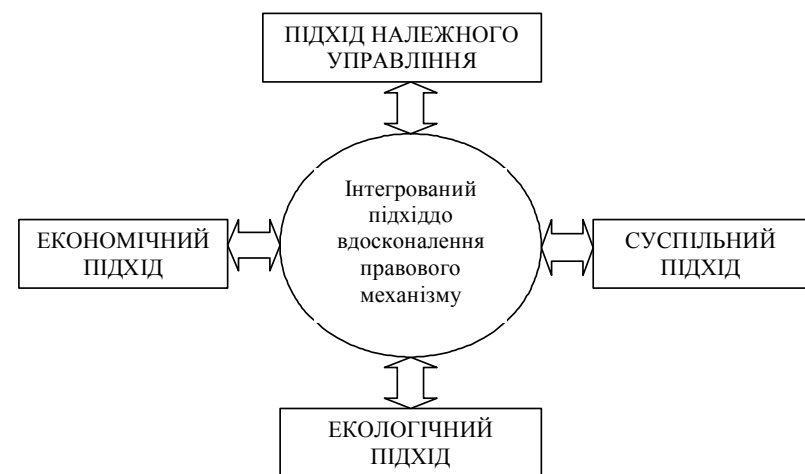 ПІДХІД НАЛЕЖНОГО
УПРАВЛІННЯ
Інтегрований
підхіддо
вдосконалення
правового
механізму
ЕКОНОМІЧНИЙ
ПІДХІД
СУСПІЛЬНИЙ
ПІДХІД
ЕКОЛОГІЧНИЙ
ПІДХІД